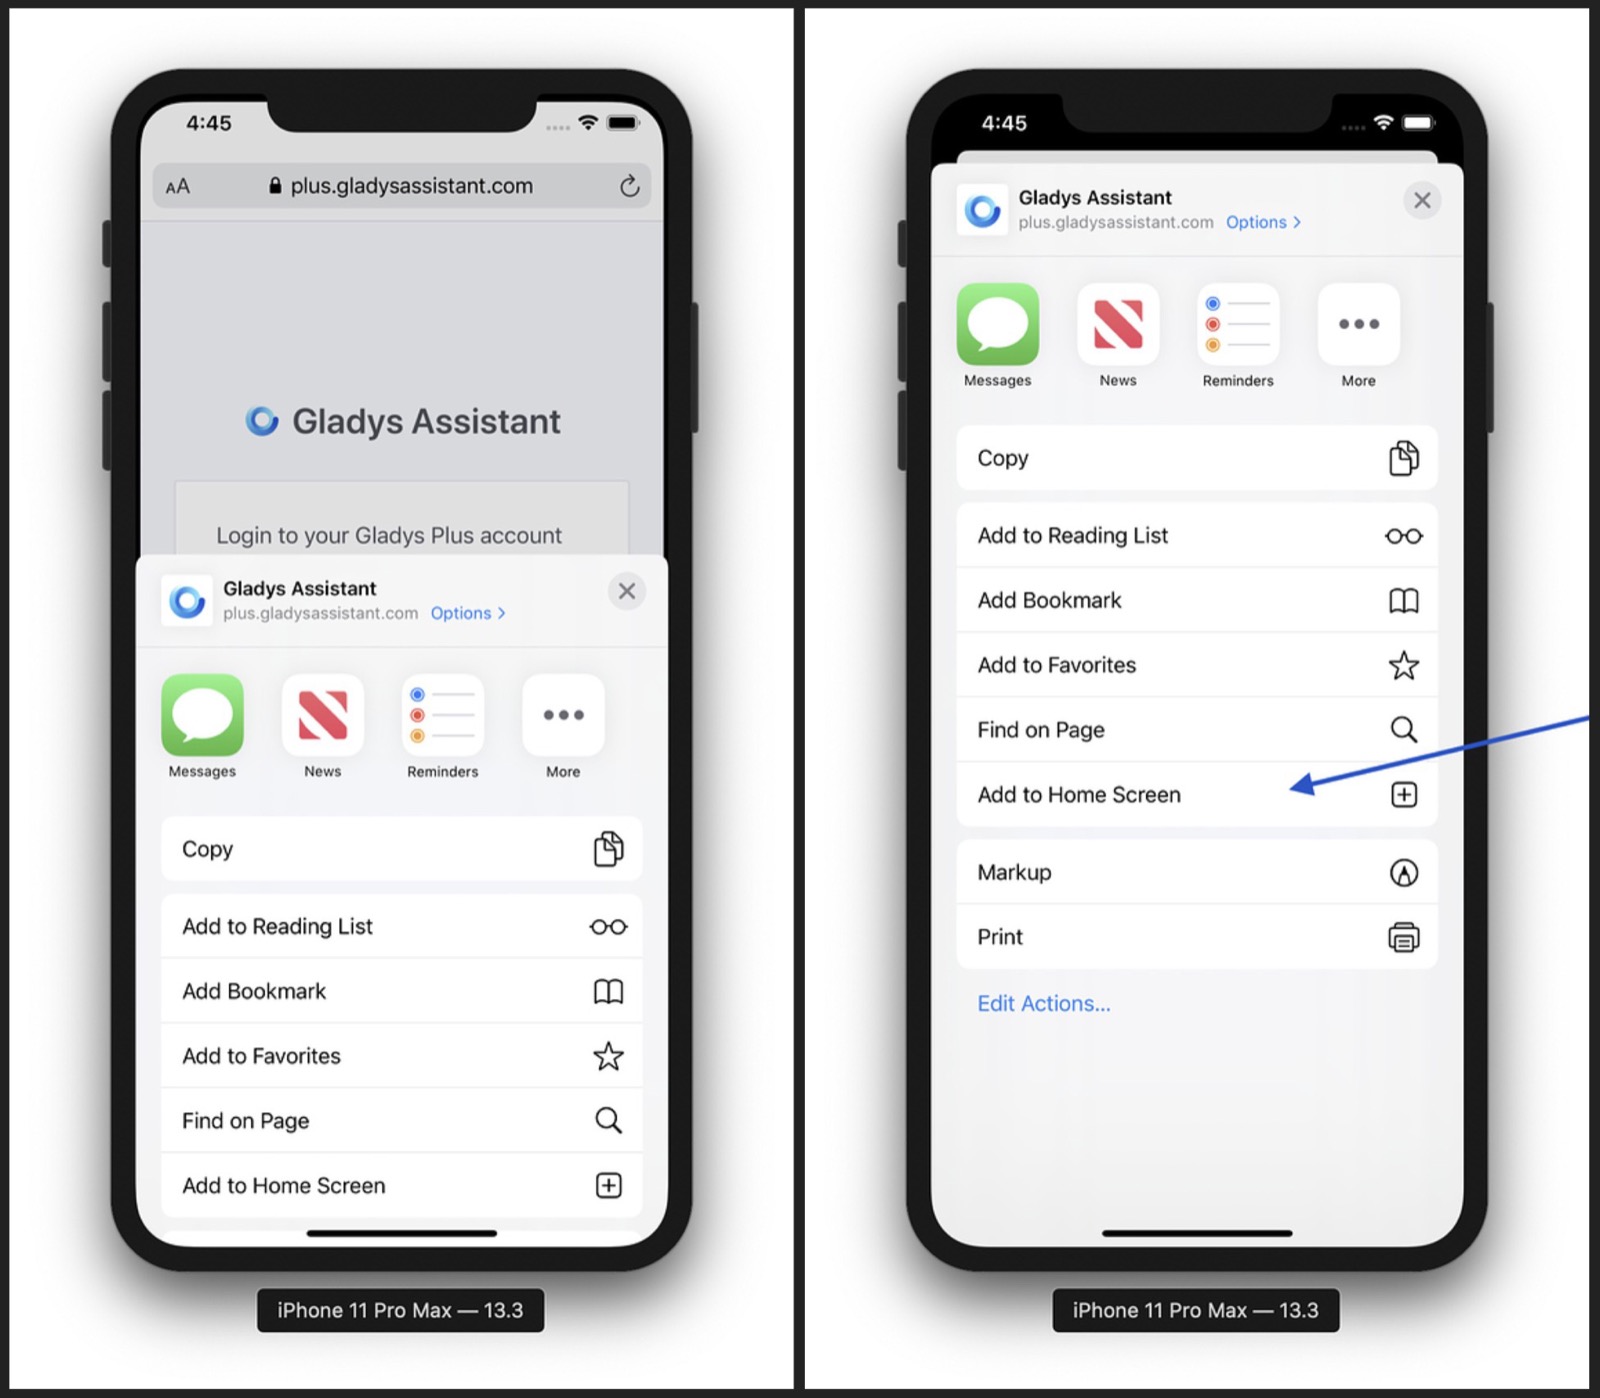 4:45
AA plus.gladysassistant.com
Gladys Assistant
Login to your Gladys Plus account
Gladys Assistant
plus.gladysassistant.com Options >
Messages News Reminders More
Copy
Add to Reading List
Add Bookmark
Add to Favorites
Find on Page
Add to Home Screen
iPhone 11 Pro Max — 13.3
4:45
Gladys Assistant
plus.gladysassistant.com Options >
Messages News Reminders More
Copy
Add to Reading List
Add Bookmark
Add to Favorites
Find on Page
Add to Home Screen
Markup
Print
Edit Actions...
iPhone 11 Pro Max — 13.3